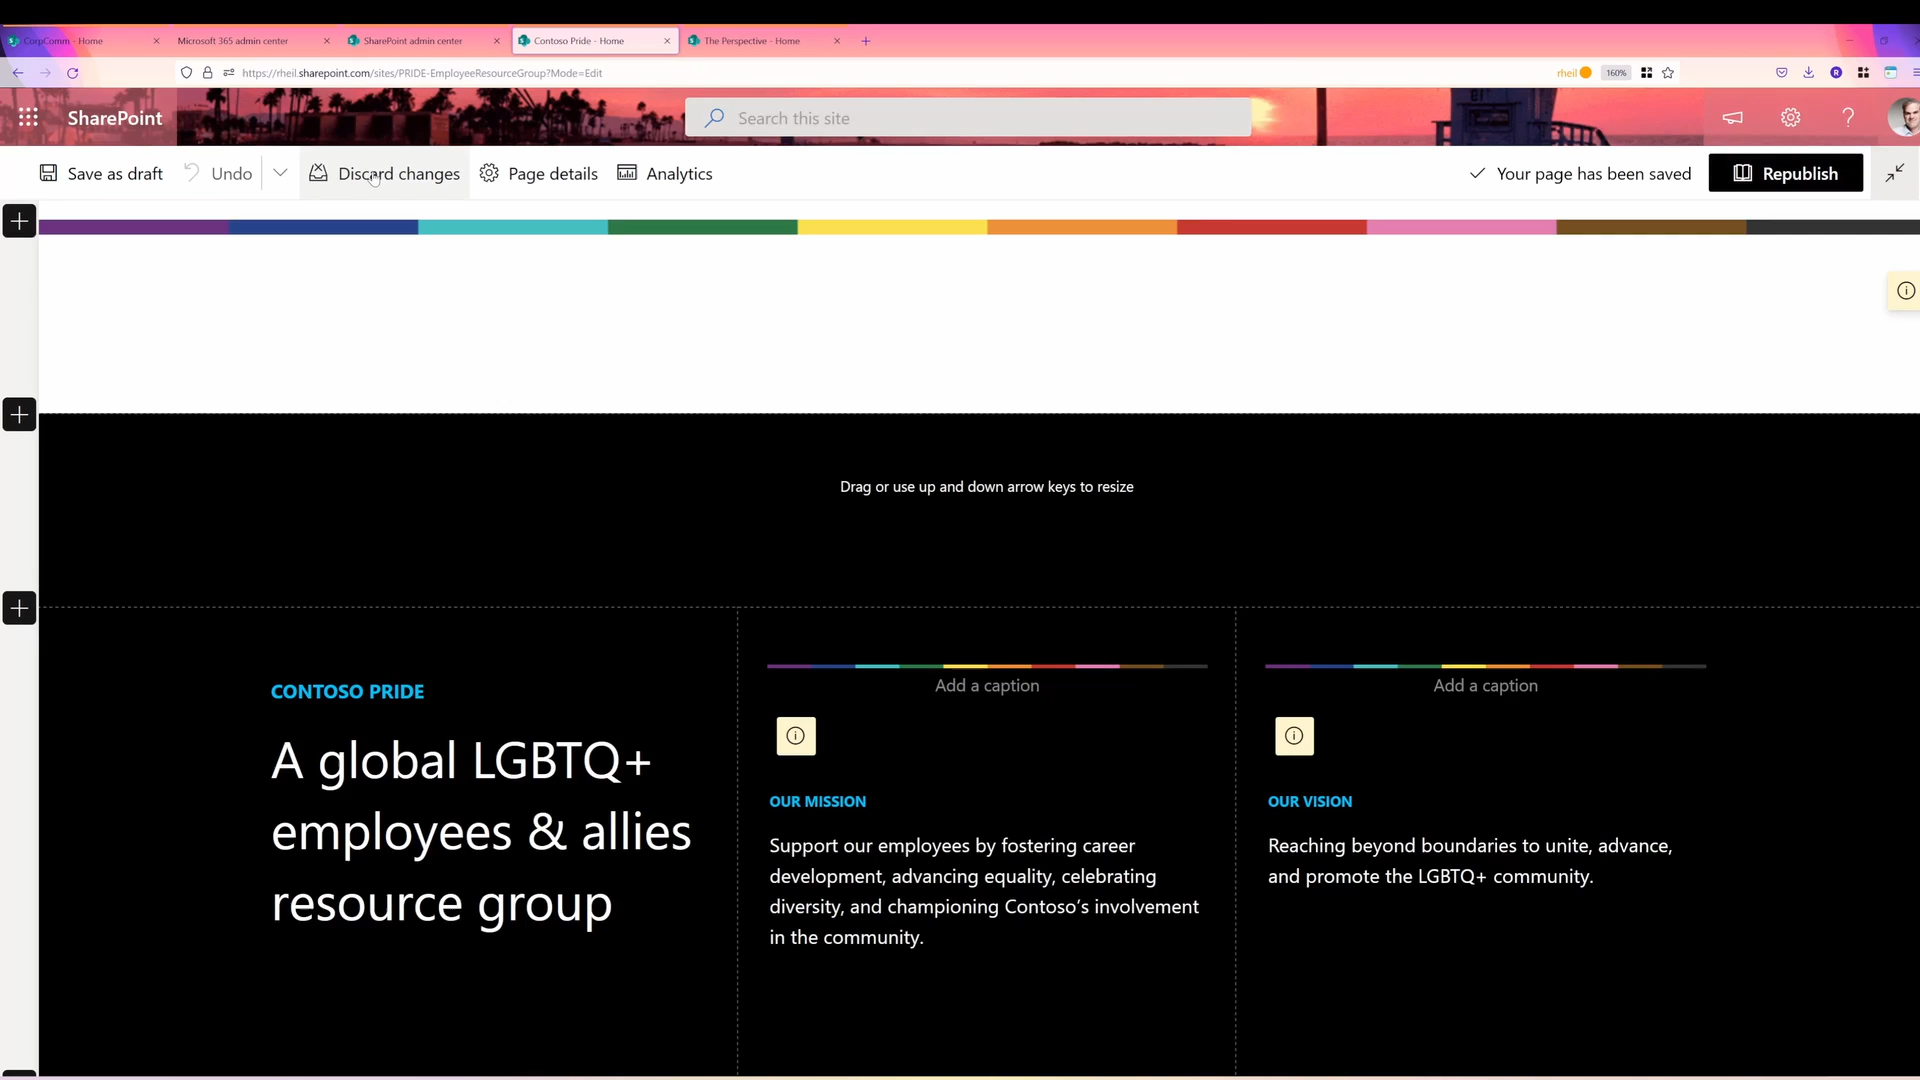 CorpComm - Home
Microsoft 365 admin center
SharePoint admin center
Contoso Pride - Home
The Perspective - Home
https://rheil.sharepoint.com/sites/PRIDE-EmployeeResourceGroup?Mode=Edit
rheil
160%
R
SharePoint
Search this site
Save as draft
Undo
Discard changes
Page details
Analytics
Your page has been saved
Republish
Drag or use up and down arrow keys to resize
CONTOSO PRIDE
A global LGBTQ+
employees & allies
resource group
Add a caption
OUR MISSION
Support our employees by fostering career
development, advancing equality, celebrating
diversity, and championing Contoso's involvement
in the community.
Add a caption
OUR VISION
Reaching beyond boundaries to unite, advance,
and promote the LGBTQ+ community.